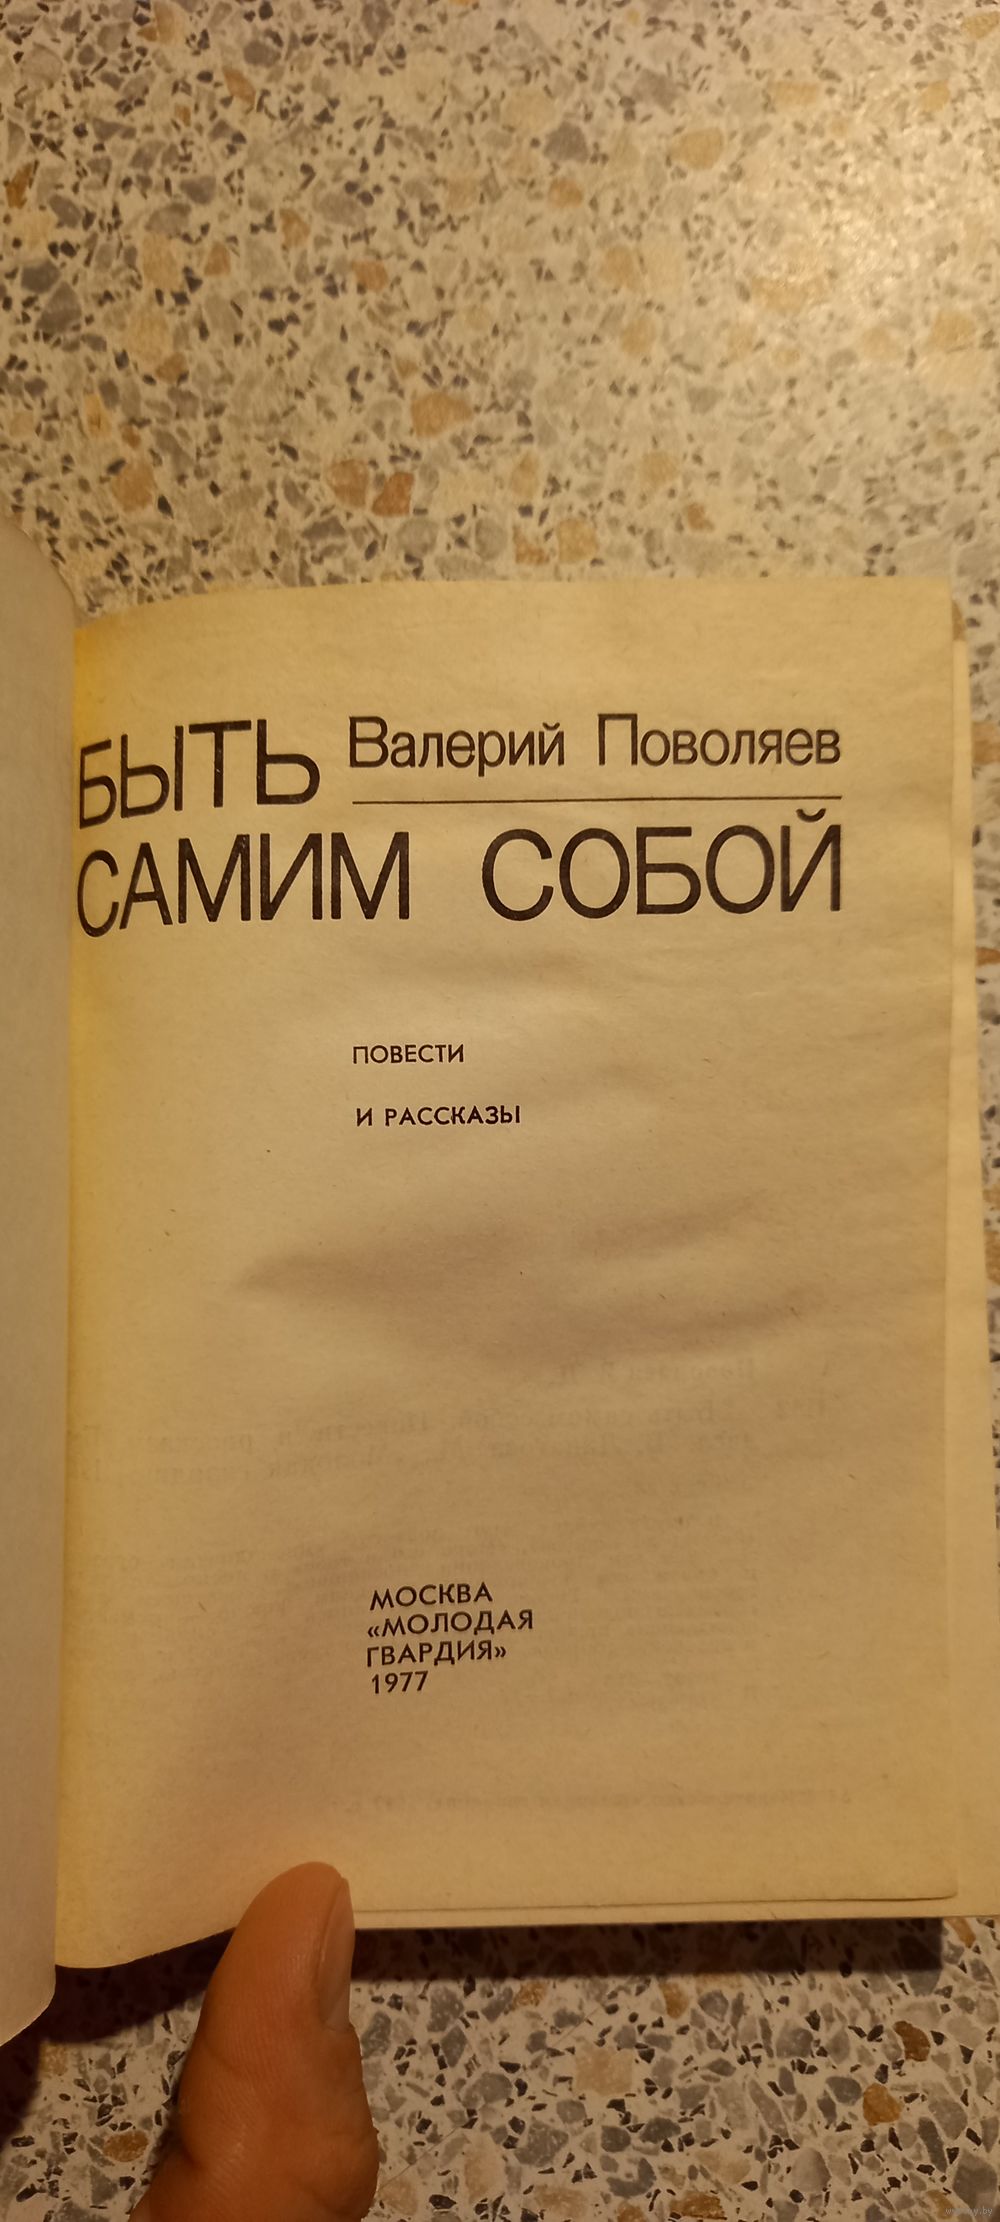 Валерий Поволяев
БЫТЬ
САМИМ СОБОЙ
ПОВЕСТИ
И РАССКАЗЫ
МОСКВА
«МОЛОДАЯ
ГВАРДИЯ»
1977